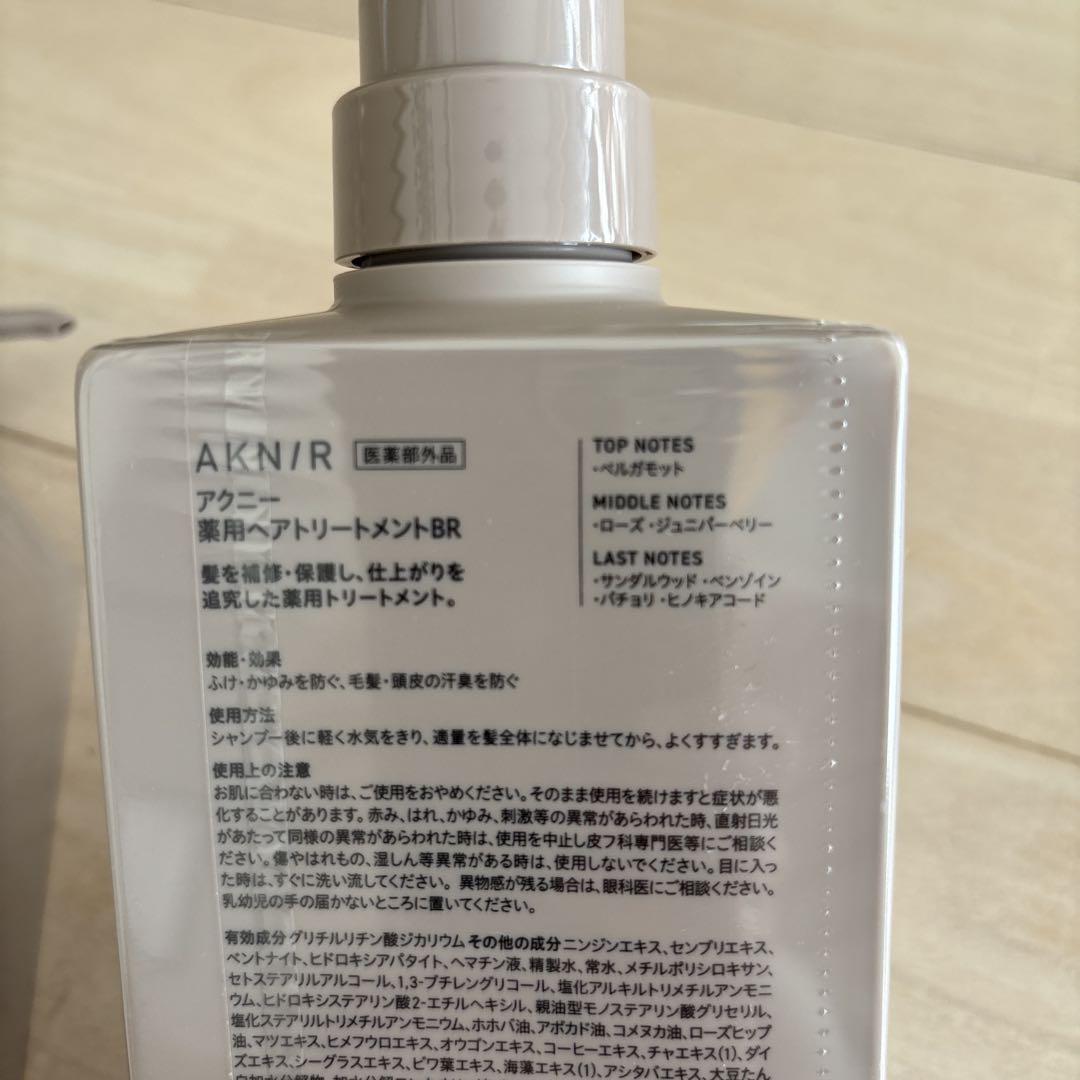 AKN/R 医薬部外品
アクニー
薬用ヘアトリートメントBR
髪を補修・保護し、仕上がりを
追究した薬用トリートメント。
TOP NOTES
・ベルガモット
MIDDLE NOTES
・ローズ・ジュニパーベリー
LAST NOTES
・サンダルウッド・ベンゾイン
・パチョリ・ヒノキアコード
効能・効果
ふけ・かゆみを防ぐ、毛髪・頭皮の汗臭を防ぐ
使用方法
シャンプー後に軽く水気をきり、適量を髪全体になじませてから、よくすすぎます。
使用上の注意
お肌に合わない時は、ご使用をおやめください。そのまま使用を続けますと症状が悪
化することがあります。赤み、はれ、かゆみ、刺激等の異常があらわれた時、直射日光
があたって同様の異常があらわれた時は、使用を中止し皮フ科専門医等にご相談く
ださい。傷やはれもの、湿しん等異常がある時は、使用しないでください。目に入っ
た時は、すぐに洗い流してください。異物感が残る場合は、眼科医にご相談ください。
乳幼児の手の届かないところに置いてください。
有効成分 グリチルリチン酸ジカリウム その他の成分 ニンジンエキス、センブリエキス、
ベントナイト、ヒドロキシアパタイト、ヘマチン液、精製水、常水、メチルポリシロキサン、
セトステアリルアルコール、1,3-ブチレングリコール、塩化アルキルトリメチルアンモニ
ウム、ヒドロキシステアリン酸2-エチルヘキシル、親油型モノステアリン酸グリセリル、
塩化ステアリルトリメチルアンモニウム、ホホバ油、アボカド油、コメヌカ油、ローズヒップ
油、マツエキス、ヒメフウロエキス、オウゴンエキス、コーヒーエキス、チャエキス(1)、ダイ
ズエキス、シーグラスエキス、ビワ葉エキス、海藻エキス(1)、アシタバエキス、大豆たん